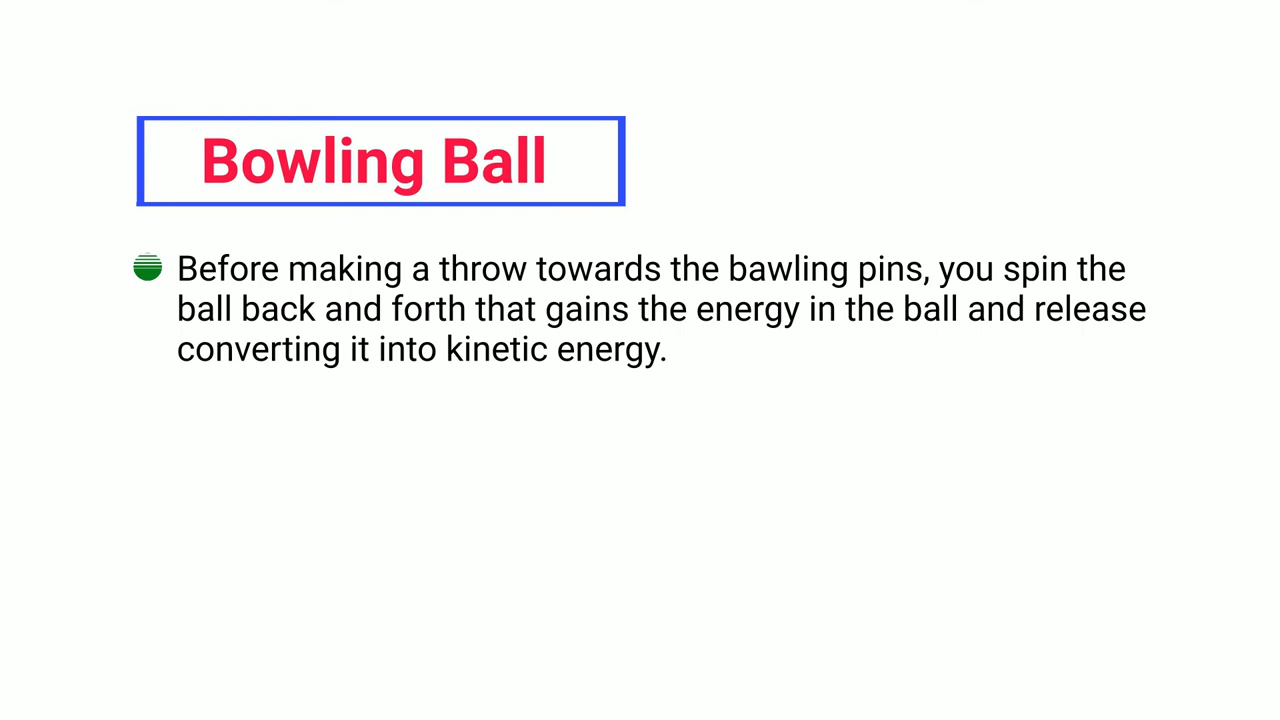 Bowling Ball
Before making a throw towards the bawling pins, you spin the
ball back and forth that gains the energy in the ball and release
converting it into kinetic energy.